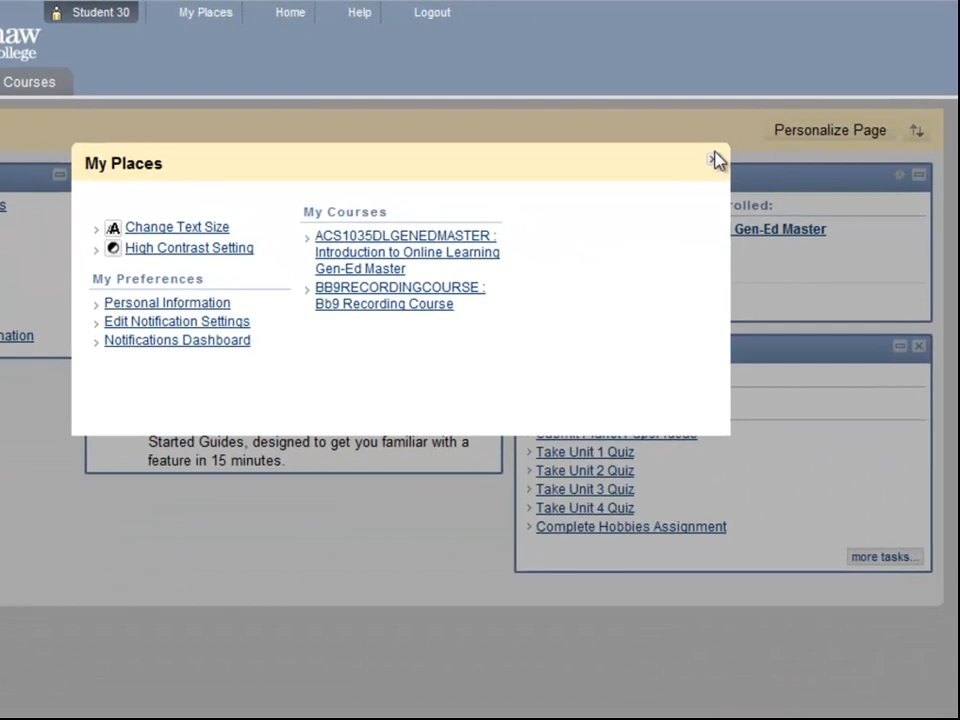 Student 30
My Places
Home
Help
Logout
haw
ollege
Courses
Personalize Page
My Places
Change Text Size
High Contrast Setting
My Preferences
Personal Information
Edit Notification Settings
Notifications Dashboard
My Courses
ACS1035DLGENEDMASTER :
Introduction to Online Learning
Gen-Ed Master
BB9RECORDINGCOURSE :
Bb9 Recording Course
s
mation
olled:
Gen-Ed Master
Started Guides, designed to get you familiar with a
feature in 15 minutes.
Take Unit 1 Quiz
Take Unit 2 Quiz
Take Unit 3 Quiz
Take Unit 4 Quiz
Complete Hobbies Assignment
more tasks...